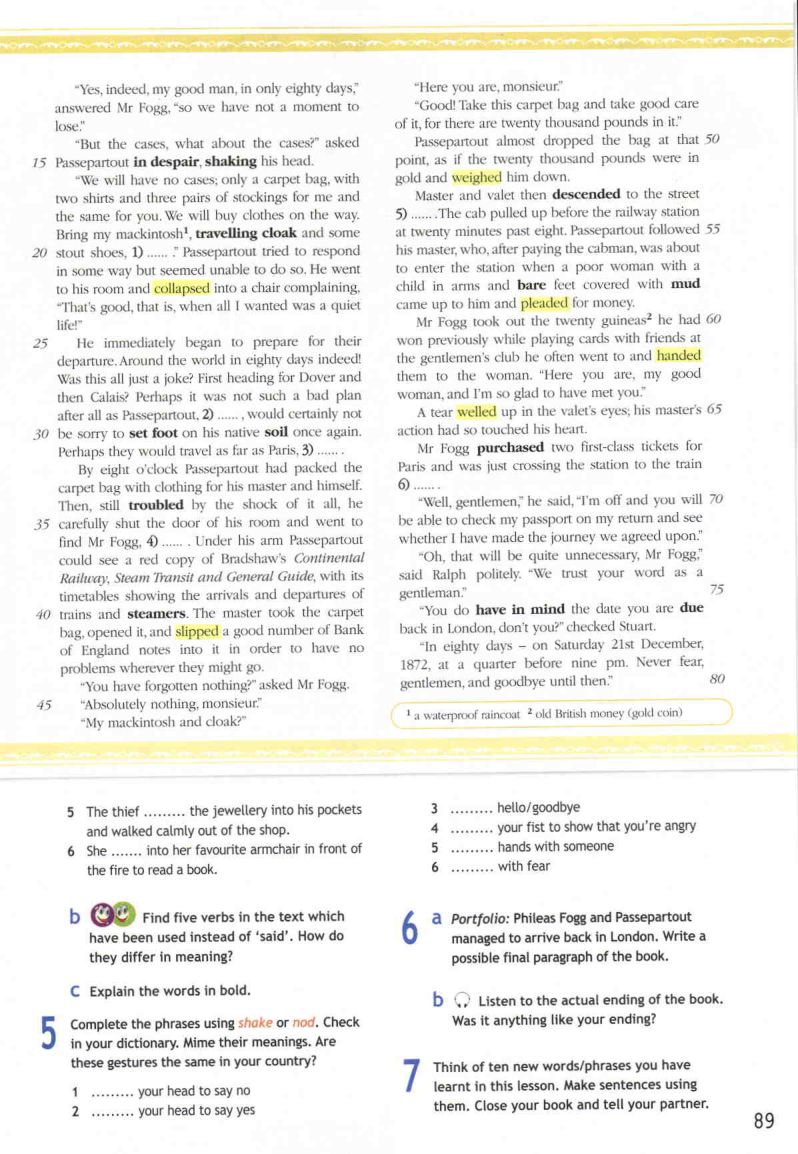 "Yes, indeed, my good man, in only eighty days,"
answered Mr Fogg, "so we have not a moment to
lose."
"But the cases, what about the cases?" asked
15 Passepartout in despair, shaking his head.
"We will have no cases; only a carpet bag, with
two shirts and three pairs of stockings for me and
the same for you. We will buy clothes on the way.
Bring my mackintosh¹, travelling cloak and some
20 stout shoes, 1) ....... ." Passepartout tried to respond
in some way but seemed unable to do so. He went
to his room and collapsed into a chair complaining,
"That's good, that is, when all I wanted was a quiet
life!"
25 He immediately began to prepare for their
departure. Around the world in eighty days indeed!
Was this all just a joke? First heading for Dover and
then Calais? Perhaps it was not such a bad plan
after all as Passepartout, 2) ...... , would certainly not
30 be sorry to set foot on his native soil once again.
Perhaps they would travel as far as Paris, 3) ...... .
By eight o'clock Passepartout had packed the
carpet bag with clothing for his master and himself.
Then, still troubled by the shock of it all, he
35 carefully shut the door of his room and went to
find Mr Fogg, 4) ...... . Under his arm Passepartout
could see a red copy of Bradshaw's Continental
Railway, Steam Transit and General Guide, with its
timetables showing the arrivals and departures of
40 trains and steamers. The master took the carpet
bag, opened it, and slipped a good number of Bank
of England notes into it in order to have no
problems wherever they might go.
"You have forgotten nothing?" asked Mr Fogg.
45 "Absolutely nothing, monsieur."
"My mackintosh and cloak?"
"Here you are, monsieur."
"Good! Take this carpet bag and take good care
of it, for there are twenty thousand pounds in it."
Passepartout almost dropped the bag at that 50
point, as if the twenty thousand pounds were in
gold and weighed him down.
Master and valet then descended to the street
5) ...... . The cab pulled up before the railway station
at twenty minutes past eight. Passepartout followed 55
his master, who, after paying the cabman, was about
to enter the station when a poor woman with a
child in arms and bare feet covered with mud
came up to him and pleaded for money.
Mr Fogg took out the twenty guineas² he had 60
won previously while playing cards with friends at
the gentlemen's club he often went to and handed
them to the woman. "Here you are, my good
woman, and I'm so glad to have met you."
A tear welled up in the valet's eyes; his master's 65
action had so touched his heart.
Mr Fogg purchased two first-class tickets for
Paris and was just crossing the station to the train
6) ...... .
"Well, gentlemen," he said, "I'm off and you will 70
be able to check my passport on my return and see
whether I have made the journey we agreed upon."
"Oh, that will be quite unnecessary, Mr Fogg,"
said Ralph politely. "We trust your word as a
gentleman." 75
"You do have in mind the date you are due
back in London, don't you?" checked Stuart.
"In eighty days – on Saturday 21st December,
1872, at a quarter before nine pm. Never fear,
gentlemen, and goodbye until then." 80
¹ a waterproof raincoat ² old British money (gold coin)
5 The thief ......... the jewellery into his pockets
and walked calmly out of the shop.
6 She ....... into her favourite armchair in front of
the fire to read a book.
b Find five verbs in the text which
have been used instead of 'said'. How do
they differ in meaning?
c Explain the words in bold.
5 Complete the phrases using shake or nod. Check
in your dictionary. Mime their meanings. Are
these gestures the same in your country?
1 ......... your head to say no
2 ......... your head to say yes
3 ......... hello/goodbye
4 ......... your fist to show that you're angry
5 ......... hands with someone
6 ......... with fear
6 a Portfolio: Phileas Fogg and Passepartout
managed to arrive back in London. Write a
possible final paragraph of the book.
b Listen to the actual ending of the book.
Was it anything like your ending?
7 Think of ten new words/phrases you have
learnt in this lesson. Make sentences using
them. Close your book and tell your partner.
89